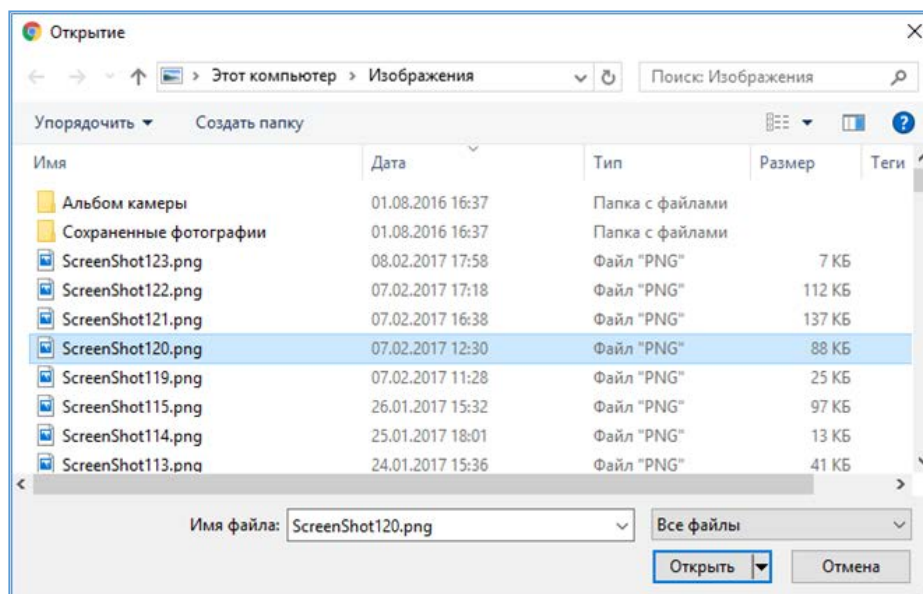 Открытие
Этот компьютер > Изображения
Поиск: Изображения
Упорядочить
Создать папку
?
Имя Дата Тип Размер Теги
Альбом камеры 01.08.2016 16:37 Папка с файлами
Сохраненные фотографии 01.08.2016 16:37 Папка с файлами
ScreenShot123.png 08.02.2017 17:58 Файл "PNG" 7 КБ
ScreenShot122.png 07.02.2017 17:18 Файл "PNG" 112 КБ
ScreenShot121.png 07.02.2017 16:38 Файл "PNG" 137 КБ
ScreenShot120.png 07.02.2017 12:30 Файл "PNG" 88 КБ
ScreenShot119.png 07.02.2017 11:28 Файл "PNG" 25 КБ
ScreenShot115.png 26.01.2017 15:32 Файл "PNG" 97 КБ
ScreenShot114.png 25.01.2017 18:01 Файл "PNG" 13 КБ
ScreenShot113.png 24.01.2017 15:36 Файл "PNG" 41 КБ
Имя файла: ScreenShot120.png Все файлы
Открыть Отмена